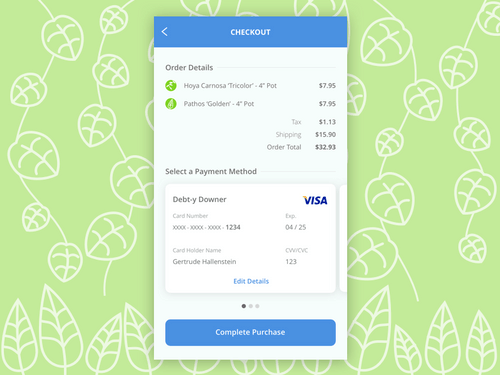 CHECKOUT
Order Details
Hoya Carnosa 'Tricolor' - 4" Pot $7.95
Pathos 'Golden' - 4" Pot $7.95
Tax $1.13
Shipping $15.90
Order Total $32.93
Select a Payment Method
Debt-y Downer VISA
Card Number Exp.
XXXX - XXXX - XXXX - 1234 04 / 25
Card Holder Name CVV/CVC
Gertrude Hallenstein 123
Edit Details
Complete Purchase